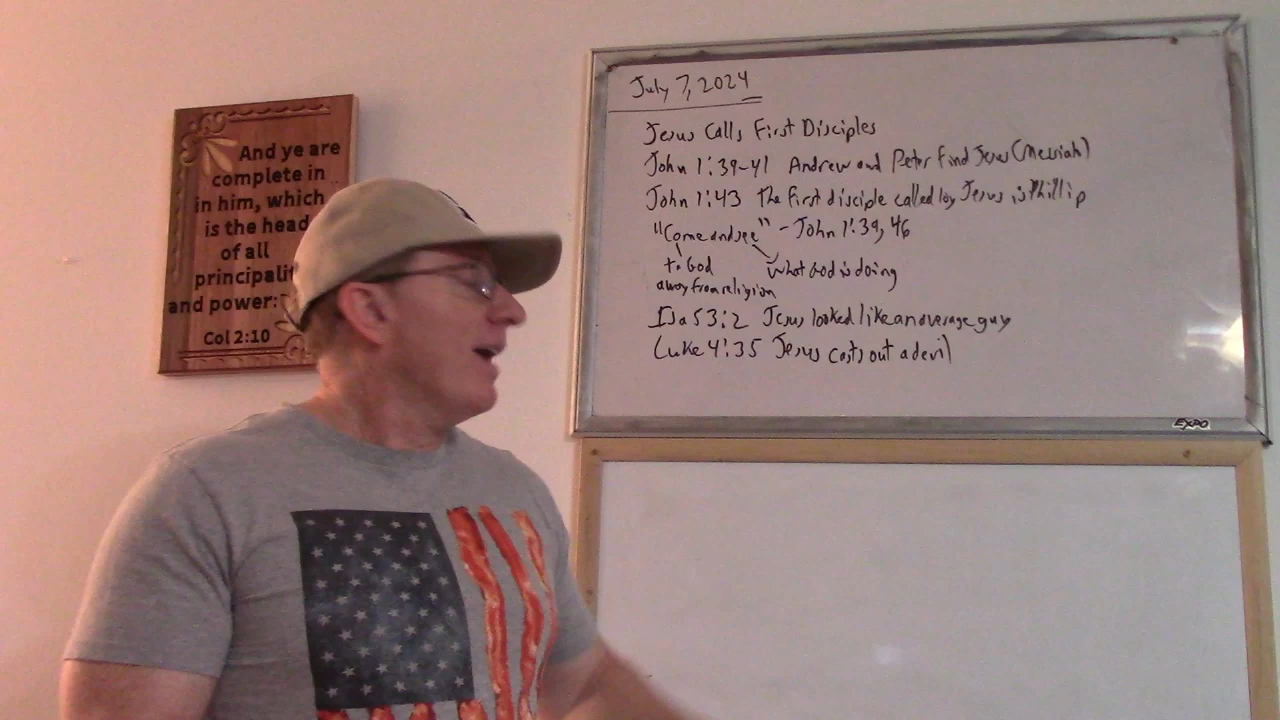 And ye are
complete in
in him, which
is the head
of all
and power:
Col 2:10
July 7, 2024
Jesus Calls First Disciples
John 1:39-41 Andrew and Peter find Jesus (Messiah)
John 1:43 The first disciple called by Jesus is Phillip
"Come and see" - John 1:39, 46
to God what God is doing
away from religion
Isa 53:2 Jesus looked like an average guy
Luke 4:35 Jesus casts out a devil
EXPO